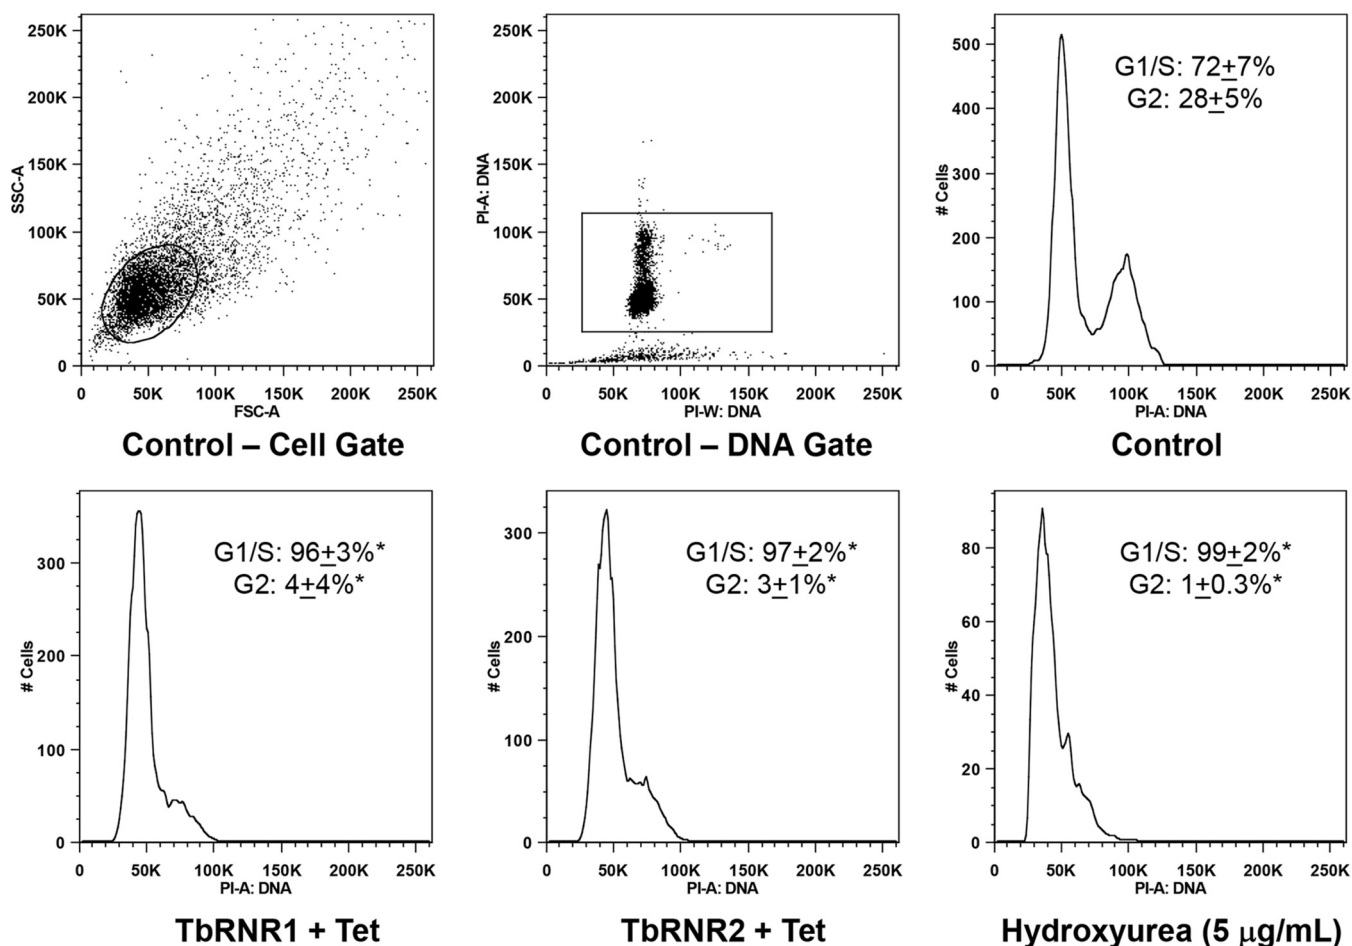 250K
200K
150K
100K
50K
0
SSC-A
0 50K 100K 150K 200K 250K
FSC-A
Control – Cell Gate
250K
200K
150K
100K
50K
0
PI-A: DNA
0 50K 100K 150K 200K 250K
PI-W: DNA
Control – DNA Gate
500
400
300
200
100
0
# Cells
G1/S: 72±7%
G2: 28±5%
0 50K 100K 150K 200K 250K
PI-A: DNA
Control
300
200
100
0
# Cells
G1/S: 96±3%*
G2: 4±4%*
0 50K 100K 150K 200K 250K
PI-A: DNA
TbRNR1 + Tet
300
200
100
0
# Cells
G1/S: 97±2%*
G2: 3±1%*
0 50K 100K 150K 200K 250K
PI-A: DNA
TbRNR2 + Tet
80
60
40
20
0
# Cells
G1/S: 99±2%*
G2: 1±0.3%*
0 50K 100K 150K 200K 250K
PI-A: DNA
Hydroxyurea (5 μg/mL)